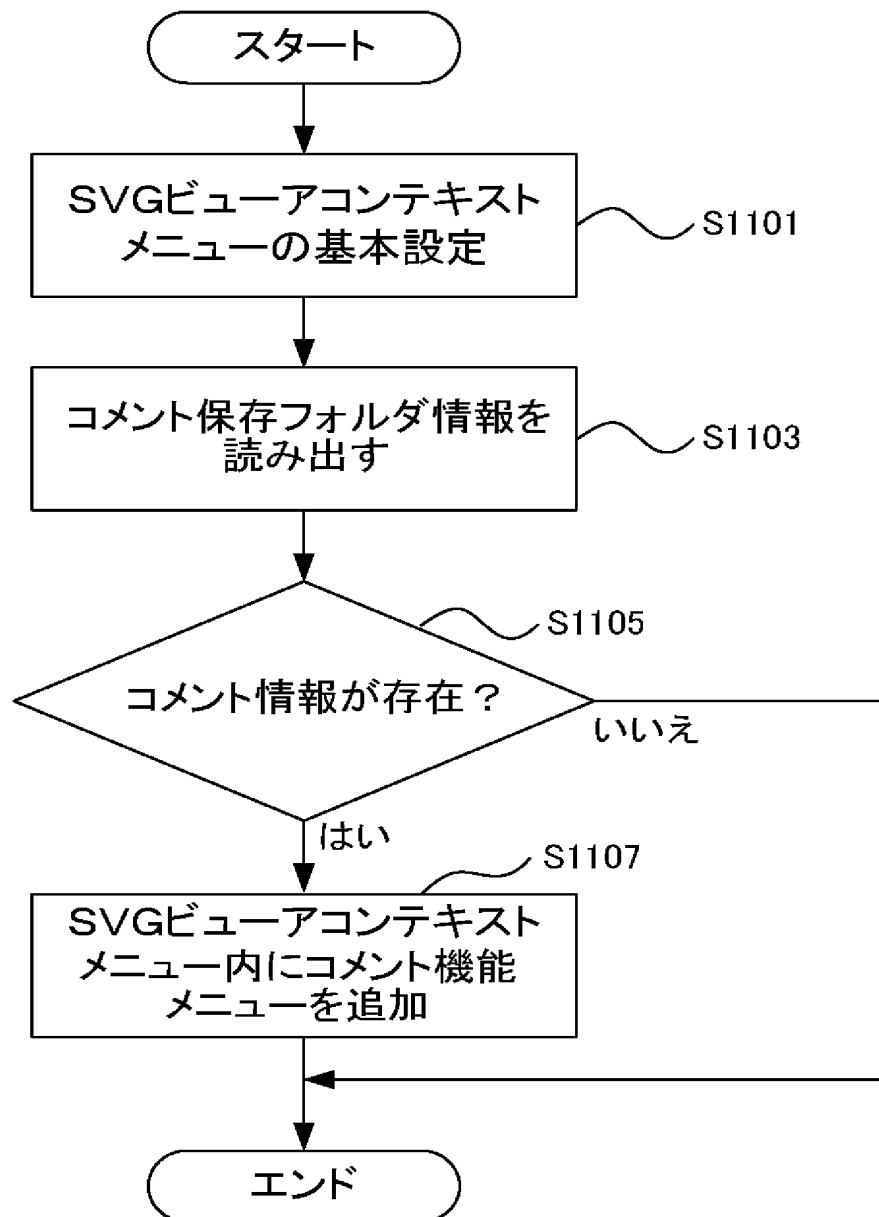 スタート
SVGビューアコンテキスト
メニューの基本設定
S1101
コメント保存フォルダ情報を
読み出す
S1103
S1105
コメント情報が存在？
いいえ
はい
S1107
SVGビューアコンテキスト
メニュー内にコメント機能
メニューを追加
エンド